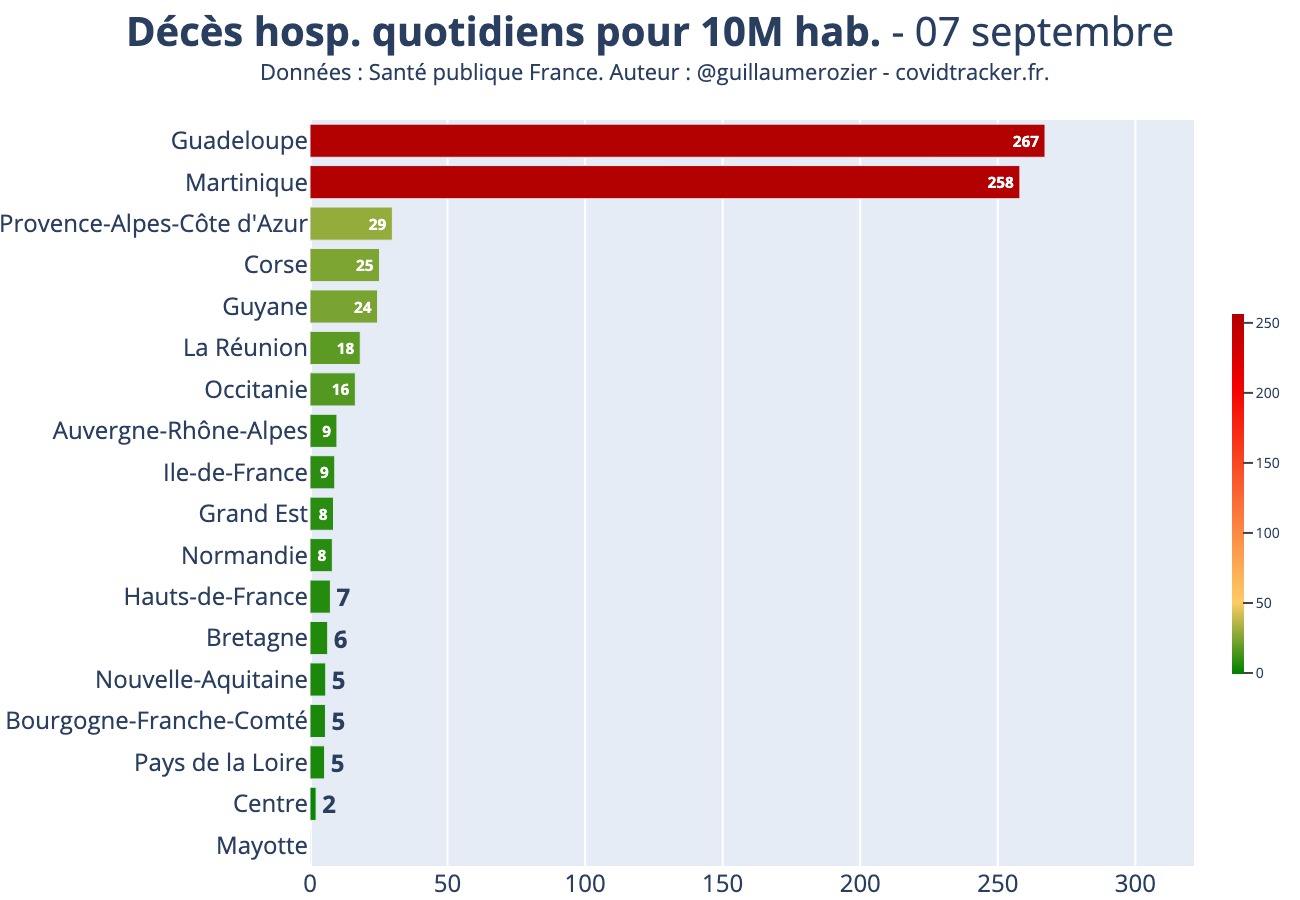 Décès hosp. quotidiens pour 10M hab. - 07 septembre
Données : Santé publique France. Auteur : @guillaumerozier - covidtracker.fr.
Guadeloupe 267
Martinique 258
Provence-Alpes-Côte d'Azur 29
Corse 25
Guyane 24
La Réunion 18
Occitanie 16
Auvergne-Rhône-Alpes 9
Ile-de-France 9
Grand Est 8
Normandie 8
Hauts-de-France 7
Bretagne 6
Nouvelle-Aquitaine 5
Bourgogne-Franche-Comté 5
Pays de la Loire 5
Centre 2
Mayotte
0 50 100 150 200 250 300
250
200
150
100
50
0